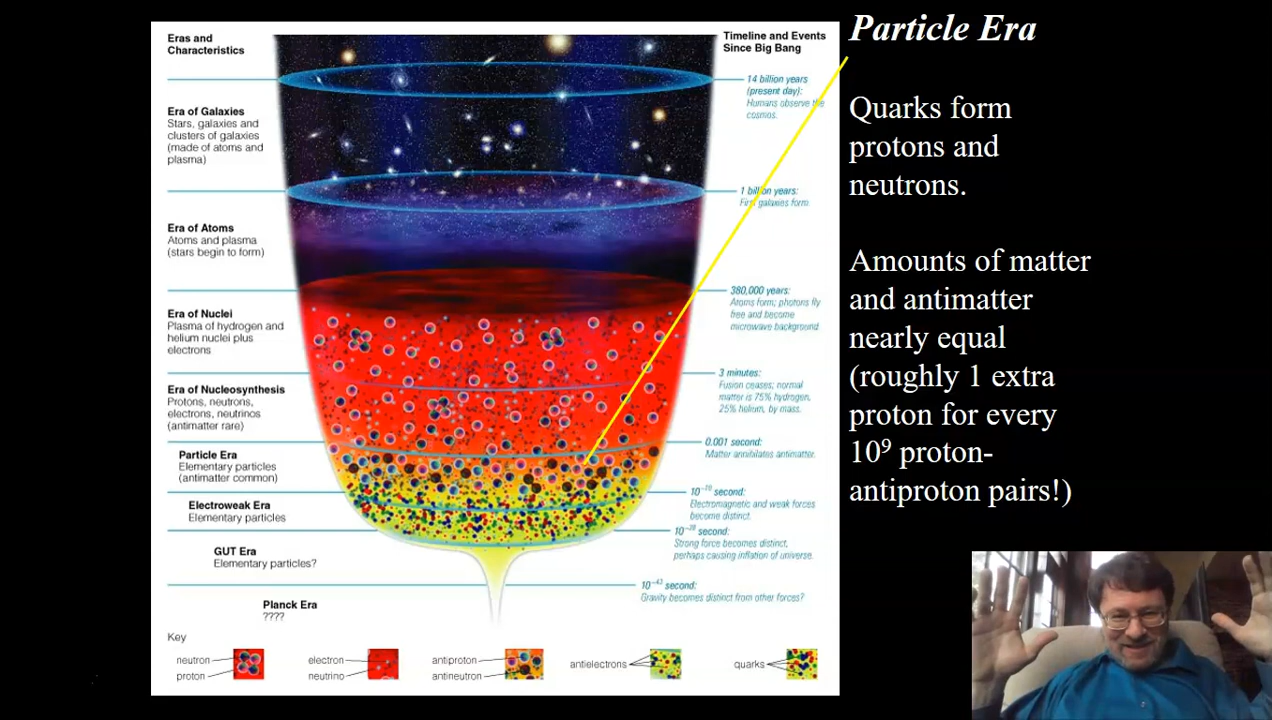 Eras and
Characteristics
Timeline and Events
Since Big Bang
14 billion years
(present day):
Humans observe the
cosmos.
Era of Galaxies
Stars, galaxies and
clusters of galaxies
(made of atoms and
plasma)
1 billion years:
First galaxies form
Era of Atoms
Atoms and plasma
(stars begin to form)
380,000 years:
Atoms form; photons fly
free and become
microwave background
Era of Nuclei
Plasma of hydrogen and
helium nuclei plus
electrons
3 minutes:
Fusion ceases; normal
matter is 75% hydrogen,
25% helium, by mass.
Era of Nucleosynthesis
Protons, neutrons,
electrons, neutrinos
(antimatter rare)
0.001 second:
Matter annihilates antimatter.
Particle Era
Elementary particles
(antimatter common)
10⁻¹⁰ second:
Electromagnetic and weak forces
become distinct.
Electroweak Era
Elementary particles
10⁻³⁸ second:
Strong force becomes distinct,
perhaps causing inflation of universe.
GUT Era
Elementary particles?
10⁻⁴³ second:
Gravity becomes distinct from other forces?
Planck Era
????
Key
neutron
proton
electron
neutrino
antiproton
antineutron
antielectrons
quarks
Particle Era
Quarks form
protons and
neutrons.
Amounts of matter
and antimatter
nearly equal
(roughly 1 extra
proton for every
10⁹ proton-
antiproton pairs!)